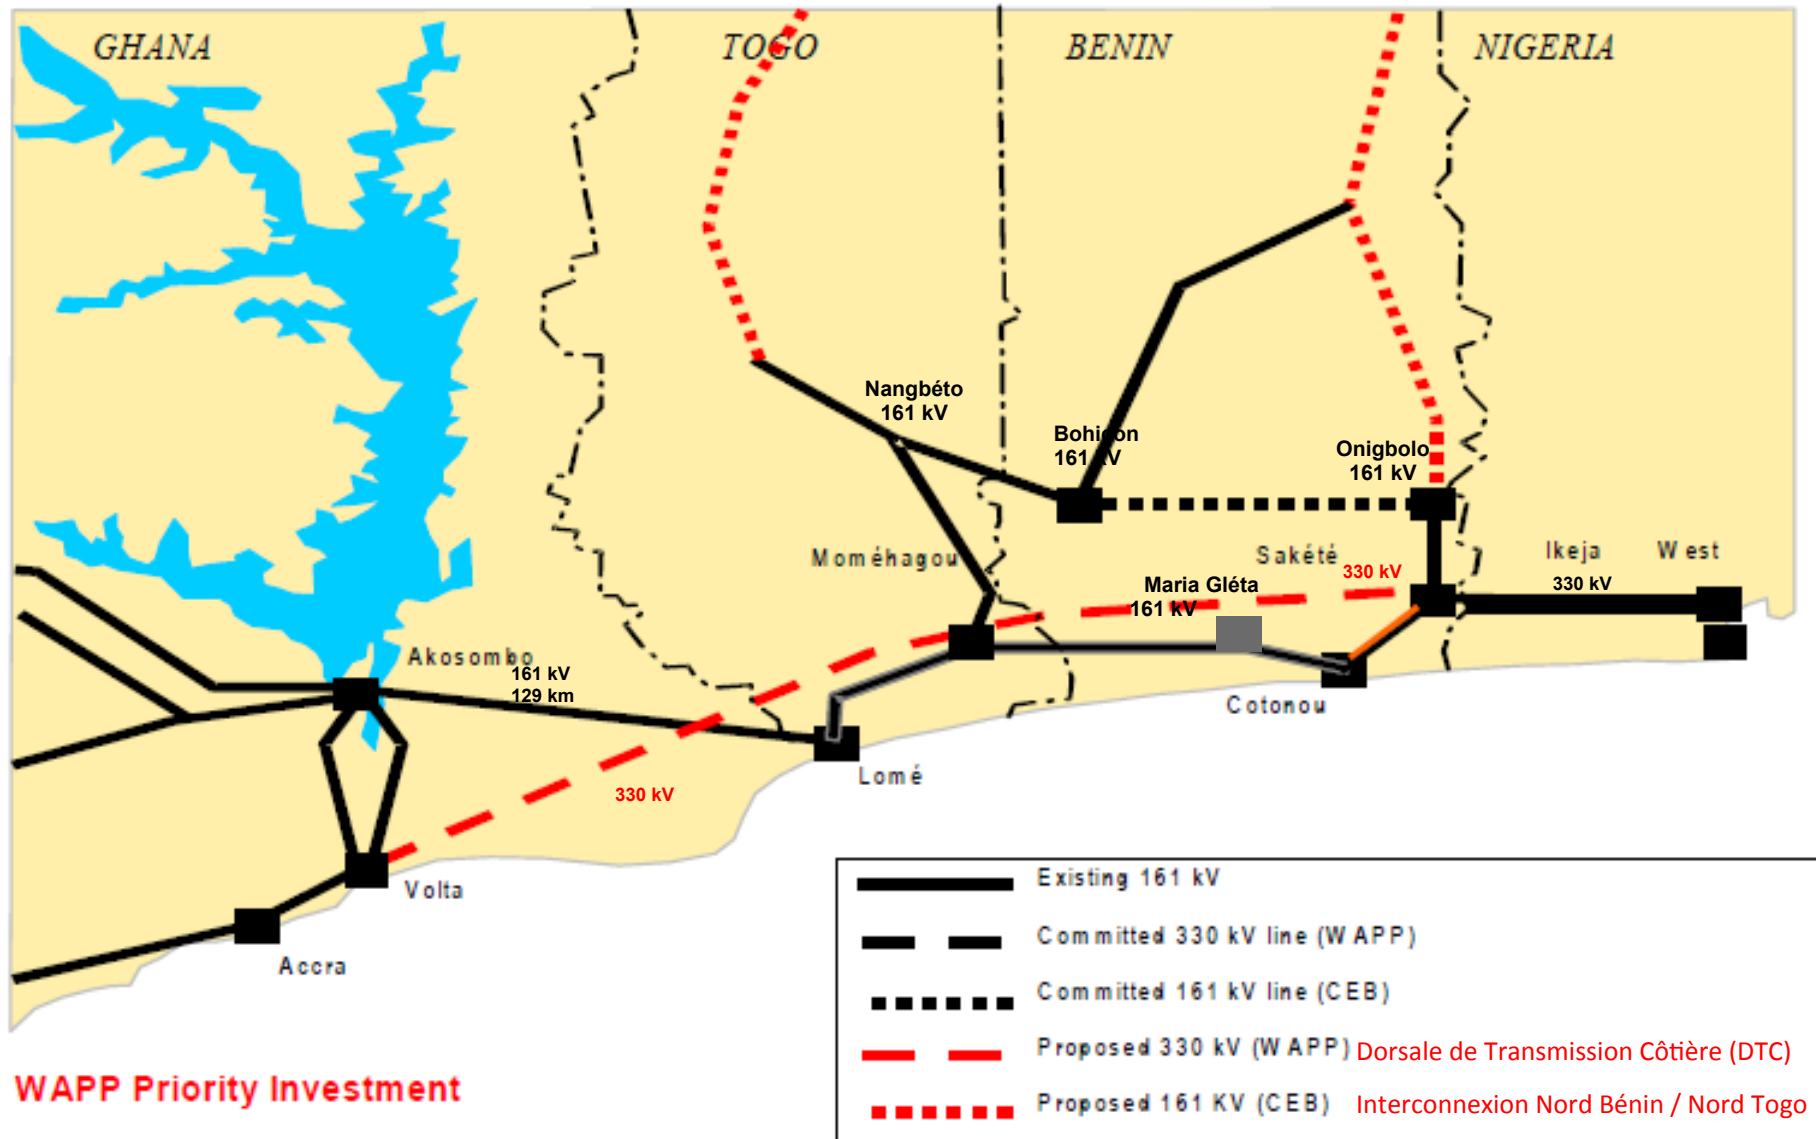 GHANA
TOGO
BENIN
NIGERIA
Nangbéto
161 kV
Bohicon
161 kV
Onigbolo
161 kV
Moméhagou
Sakété
330 kV
Ikeja West
330 kV
Maria Gléta
161 kV
Akosombo
161 kV
129 km
Cotonou
Lomé
330 kV
Volta
Accra
Existing 161 kV
Committed 330 kV line (WAPP)
Committed 161 kV line (CEB)
Proposed 330 kV (WAPP) Dorsale de Transmission Côtière (DTC)
Proposed 161 KV (CEB) Interconnexion Nord Bénin / Nord Togo
WAPP Priority Investment